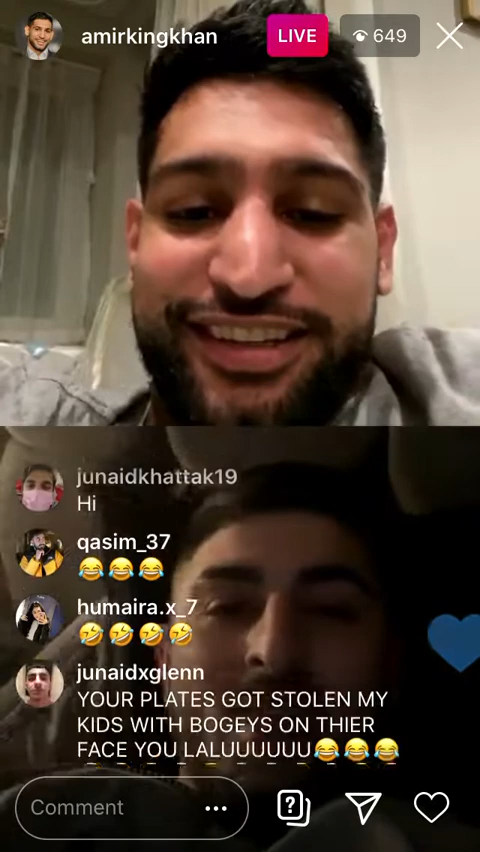 amirkingkhan LIVE 649
junaidkhattak19
Hi
qasim_37
😂😂😂
humaira.x_7
🤣🤣🤣🤣
junaidxglenn
YOUR PLATES GOT STOLEN MY
KIDS WITH BOGEYS ON THIER
FACE YOU LALUUUUUU😂😂😂
Comment